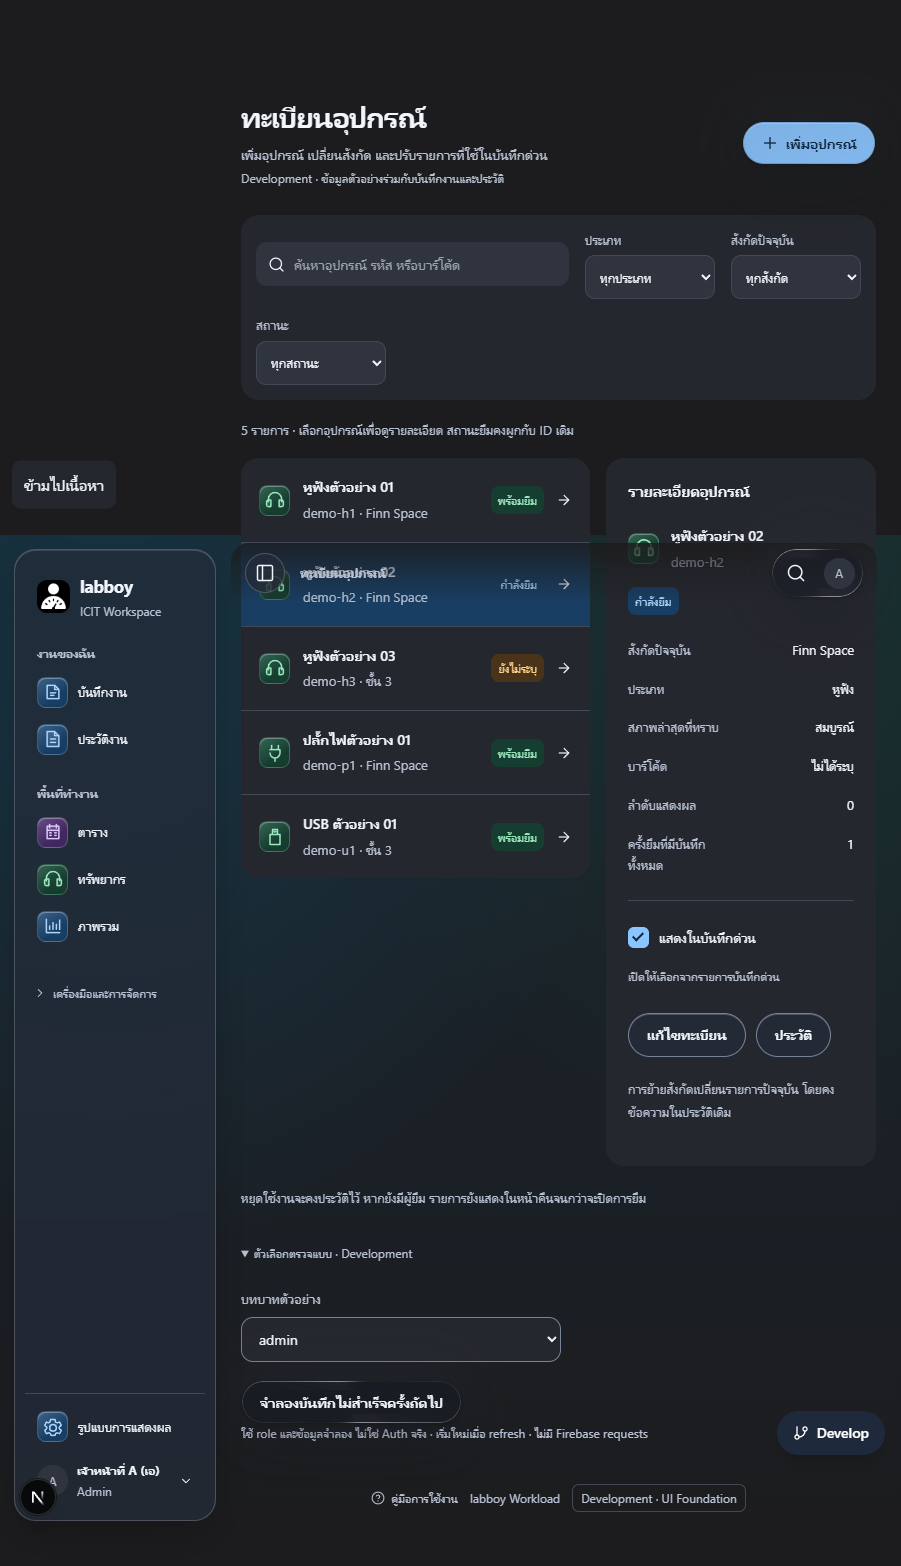 ทะเบียนอุปกรณ์
เพิ่มอุปกรณ์ เปลี่ยนสังกัด และปรับรายการที่ใช้ในบันทึกด่วน
Development · ข้อมูลตัวอย่างร่วมกับบันทึกงานและประวัติ
เพิ่มอุปกรณ์
ค้นหาอุปกรณ์ รหัส หรือบาร์โค้ด
ประเภท
ทุกประเภท
สังกัดปัจจุบัน
ทุกสังกัด
สถานะ
ทุกสถานะ
5 รายการ · เลือกอุปกรณ์เพื่อดูรายละเอียด สถานะยืมคงผูกกับ ID เดิม
ข้ามไปเนื้อหา
labboy
ICIT Workspace
งานของฉัน
บันทึกงาน
ประวัติงาน
พื้นที่ทำงาน
ตาราง
ทรัพยากร
ภาพรวม
เครื่องมือและการจัดการ
รูปแบบการแสดงผล
A
เจ้าหน้าที่ A (เอ)
Admin
N
หูฟังตัวอย่าง 01
demo-h1 · Finn Space
พร้อมยืม
หูฟังตัวอย่าง 02
ทะเบียนอุปกรณ์
demo-h2 · Finn Space
กำลังยืม
หูฟังตัวอย่าง 03
demo-h3 · ชั้น 3
ยังไม่ระบุ
ปลั๊กไฟตัวอย่าง 01
demo-p1 · Finn Space
พร้อมยืม
USB ตัวอย่าง 01
demo-u1 · ชั้น 3
พร้อมยืม
รายละเอียดอุปกรณ์
หูฟังตัวอย่าง 02
demo-h2
A
กำลังยืม
สังกัดปัจจุบัน Finn Space
ประเภท หูฟัง
สภาพล่าสุดที่ทราบ สมบูรณ์
บาร์โค้ด ไม่ได้ระบุ
ลำดับแสดงผล 0
ครั้งยืมที่มีบันทึก 1
ทั้งหมด
แสดงในบันทึกด่วน
เปิดให้เลือกจากรายการบันทึกด่วน
แก้ไขทะเบียน
ประวัติ
การย้ายสังกัดเปลี่ยนรายการปัจจุบัน โดยคง
ข้อความในประวัติเดิม
หยุดใช้งานจะคงประวัติไว้ หากยังมีผู้ยืม รายการยังแสดงในหน้าคืนจนกว่าจะปิดการยืม
ตัวเลือกตรวจแบบ · Development
บทบาทตัวอย่าง
admin
จำลองบันทึกไม่สำเร็จครั้งถัดไป
ใช้ role และข้อมูลจำลอง ไม่ใช่ Auth จริง · เริ่มใหม่เมื่อ refresh · ไม่มี Firebase requests
Develop
คู่มือการใช้งาน
labboy Workload
Development · UI Foundation